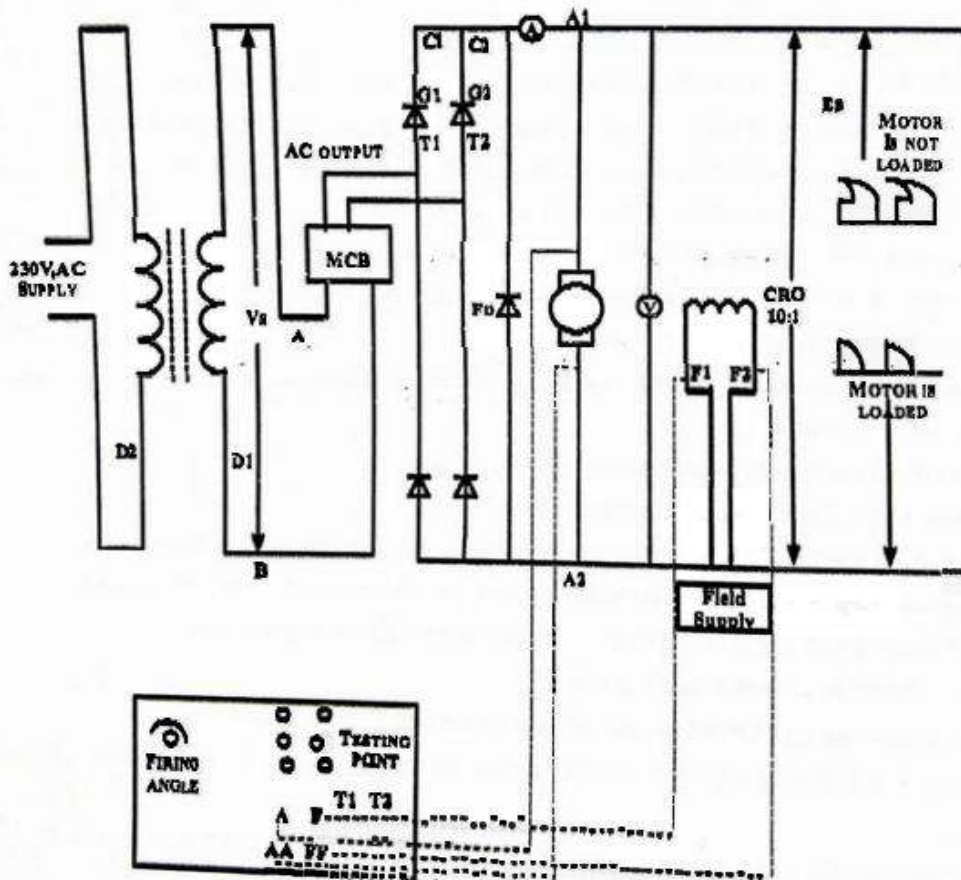 A A1
C1 C2
G1 G2
T1 T2
AC OUTPUT
ES
MOTOR
IS NOT
LOADED
230V,AC
SUPPLY
MCB
VS
A
FD
V
CRO
10:1
F1 F2
MOTOR IS
LOADED
D2
D1
B
A2
Field
Supply
FIRING
ANGLE
TESTING
POINT
T1 T2
A F
AA FF